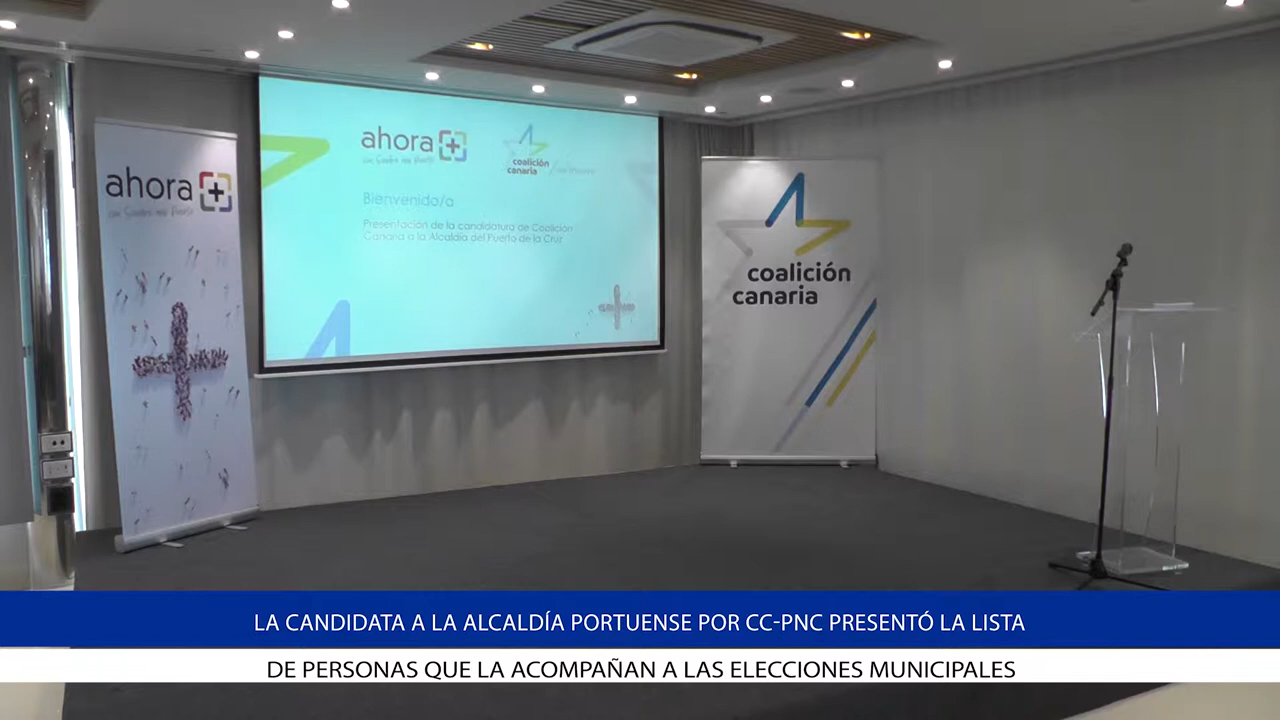 ahora +
ahora +
coalición
canaria
Bienvenido/a
Presentación de la candidatura de Coalición
Canaria a la Alcaldía del Puerto de la Cruz
coalición
canaria
LA CANDIDATA A LA ALCALDÍA PORTUENSE POR CC-PNC PRESENTÓ LA LISTA
DE PERSONAS QUE LA ACOMPAÑAN A LAS ELECCIONES MUNICIPALES